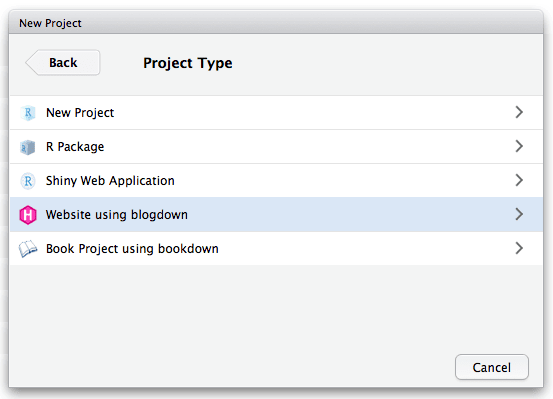 New Project
Back
Project Type
New Project
R Package
Shiny Web Application
Website using blogdown
Book Project using bookdown
Cancel